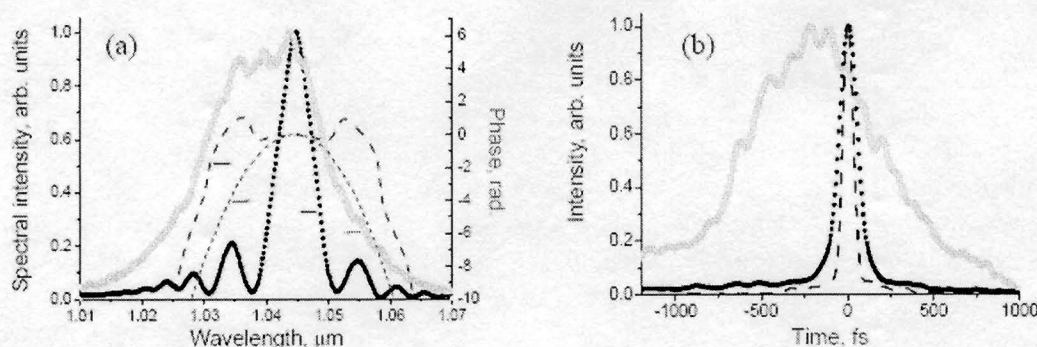 (a)
Spectral intensity, arb. units
1.0
0.8
0.6
0.4
0.2
0.0
6
4
2
0
-2
-4
-6
-8
-10
Phase, rad
1.01 1.02 1.03 1.04 1.05 1.06 1.07
Wavelength, μm
(b)
Intensity, arb. units
1.0
0.8
0.6
0.4
0.2
0.0
-1000 -500 0 500 1000
Time, fs